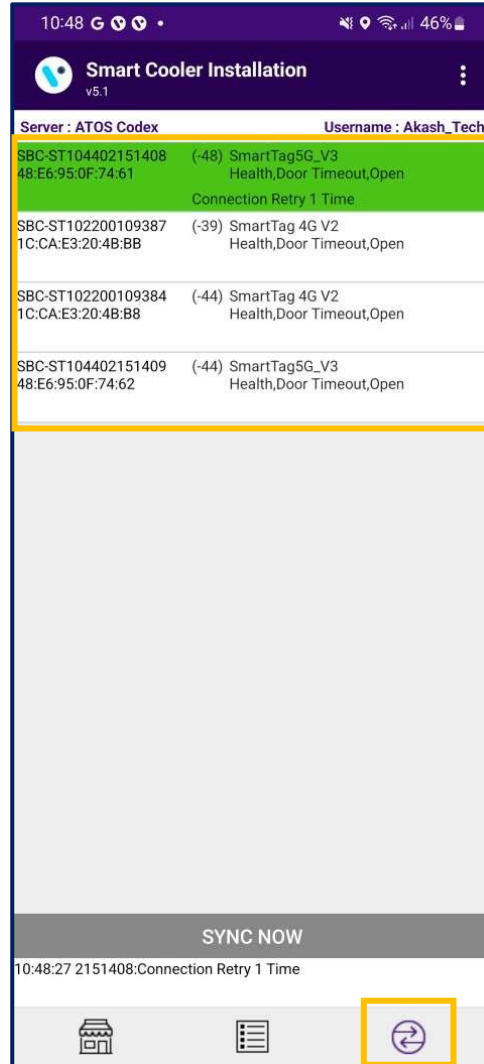 10:48 G 46%
Smart Cooler Installation
v5.1
Server : ATOS Codex Username : Akash_Tech
SBC-ST104402151408 (-48) SmartTag5G_V3
48:E6:95:0F:74:61 Health,Door Timeout,Open
Connection Retry 1 Time
SBC-ST102200109387 (-39) SmartTag 4G V2
1C:CA:E3:20:4B:BB Health,Door Timeout,Open
SBC-ST102200109384 (-44) SmartTag 4G V2
1C:CA:E3:20:4B:B8 Health,Door Timeout,Open
SBC-ST104402151409 (-44) SmartTag5G_V3
48:E6:95:0F:74:62 Health,Door Timeout,Open
SYNC NOW
10:48:27 2151408:Connection Retry 1 Time